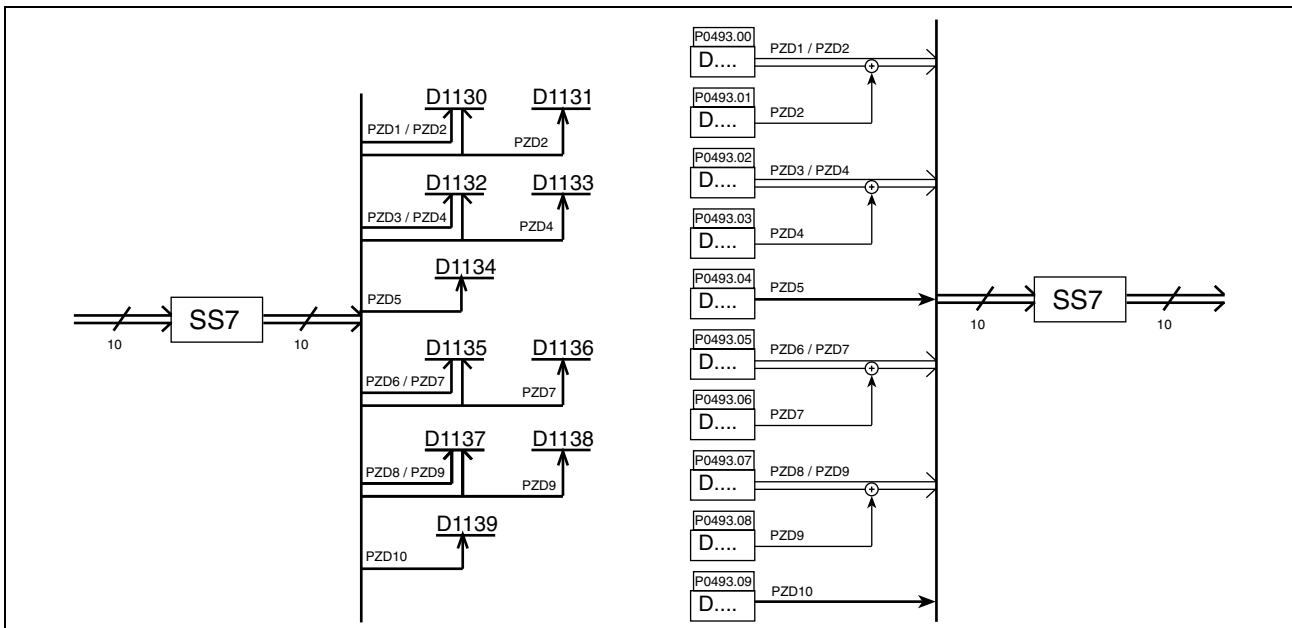 D1130 D1131
PZD1 / PZD2
PZD2
D1132 D1133
PZD3 / PZD4
PZD4
D1134
PZD5
SS7
10 10
D1135 D1136
PZD6 / PZD7
PZD7
D1137 D1138
PZD8 / PZD9
PZD9
D1139
PZD10
P0493.00
D....
PZD1 / PZD2
P0493.01
D....
PZD2
P0493.02
D....
PZD3 / PZD4
P0493.03
D....
PZD4
P0493.04
D....
PZD5
P0493.05
D....
PZD6 / PZD7
P0493.06
D....
PZD7
P0493.07
D....
PZD8 / PZD9
P0493.08
D....
PZD9
P0493.09
D....
PZD10
SS7
10 10